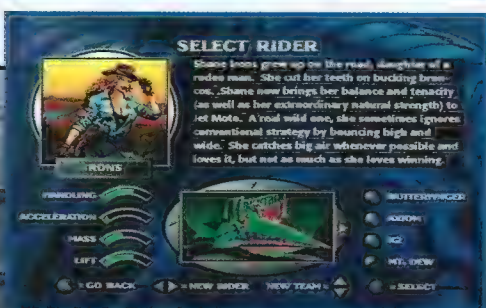 SELECT RIDER
Shane Irons grew up on the road, daughter of a
rodeo man. She cut her teeth on bucking bron-
cos. Shane now brings her balance and tenacity
(as well as her extraordinary natural strength) to
Jet Moto. A real wild one, she sometimes ignores
conventional strategy by bouncing high and
wide. She catches big air whenever possible and
loves it, but not as much as she loves winning.
IRONS
HANDLING
ACCELERATION
MASS
LIFT
BUTTERFINGER
AXIOM
K2
MT. DEW
= GO BACK
= NEW RIDER
NEW TEAM =
= SELECT